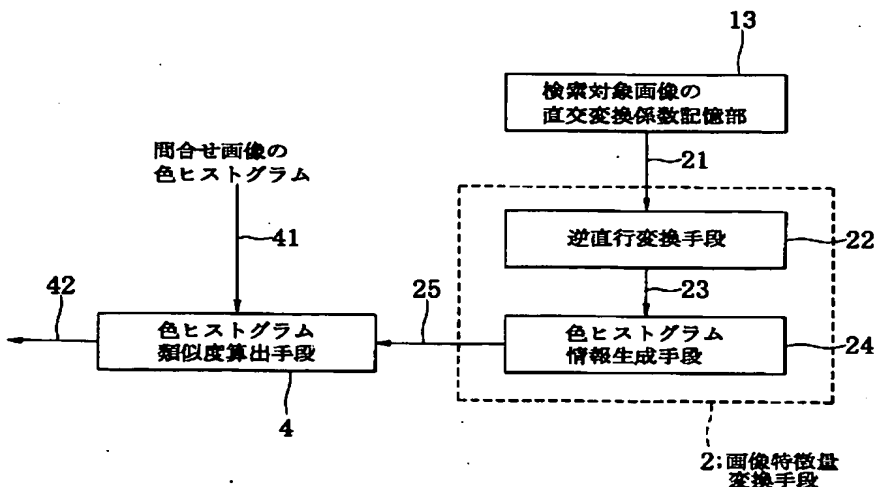 13
検索対象画像の
直交変換係数記憶部
問合せ画像の
色ヒストグラム
21
41
逆直行変換手段
22
23
42
25
色ヒストグラム
類似度算出手段
色ヒストグラム
情報生成手段
24
4
2;画像特徴量
変換手段